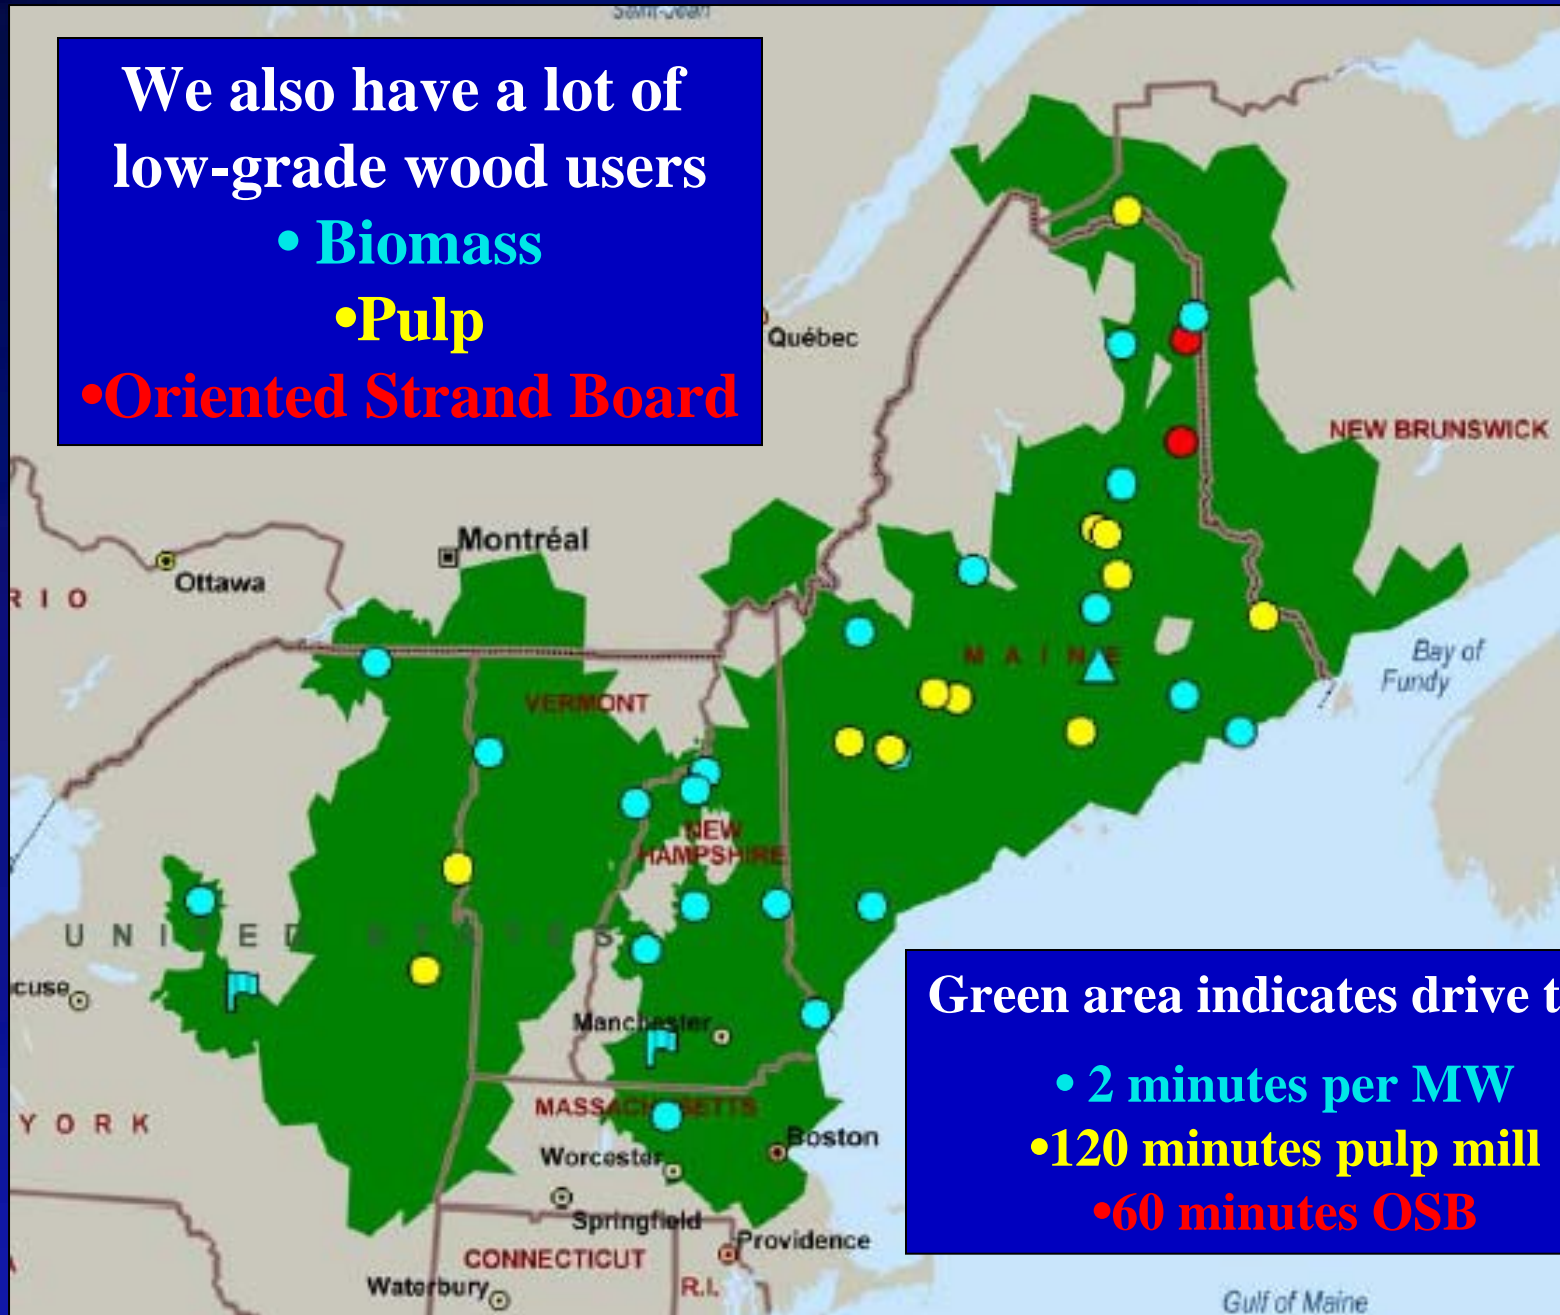 Saint-Jean
We also have a lot of
low-grade wood users
• Biomass
•Pulp
•Oriented Strand Board
Québec
NEW BRUNSWICK
Montréal
Ottawa
RIO
MAINE
Bay of
Fundy
VERMONT
NEW
HAMPSHIRE
UNITED STATES
cuse
Manchester
Green area indicates drive t
• 2 minutes per MW
•120 minutes pulp mill
•60 minutes OSB
MASSACHUSETTS
YORK
Boston
Worcester
Springfield
Providence
CONNECTICUT
R.I.
Waterbury
Gulf of Maine